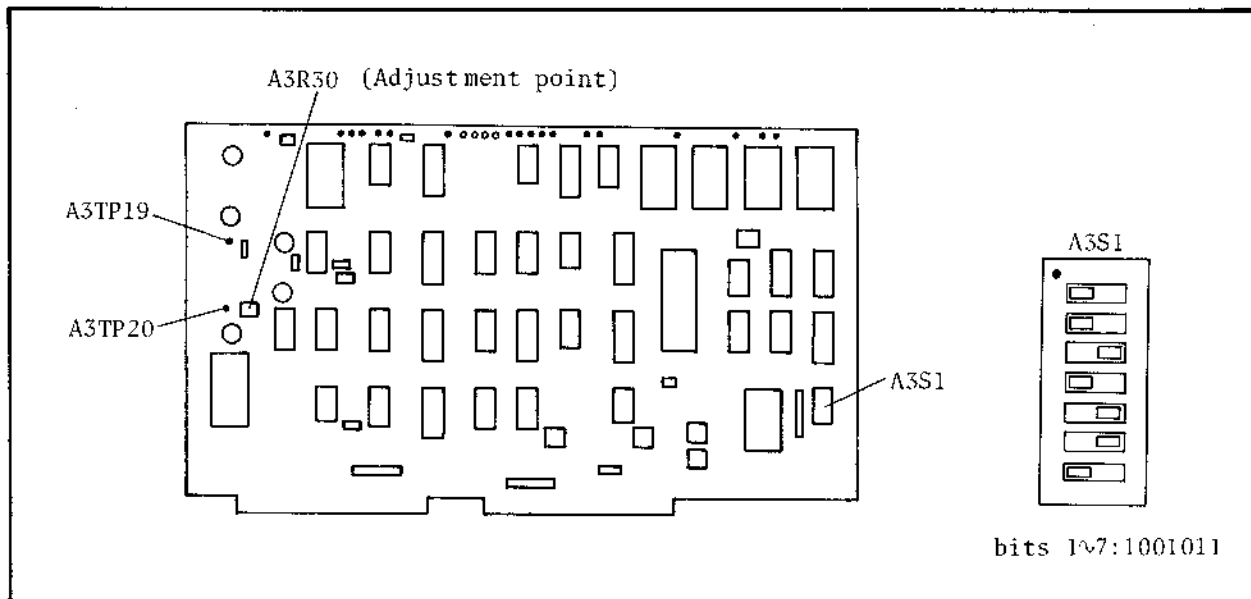 A3R30 (Adjustment point)
A3TP19
A3S1
A3TP20
A3S1
bits 1~7:1001011